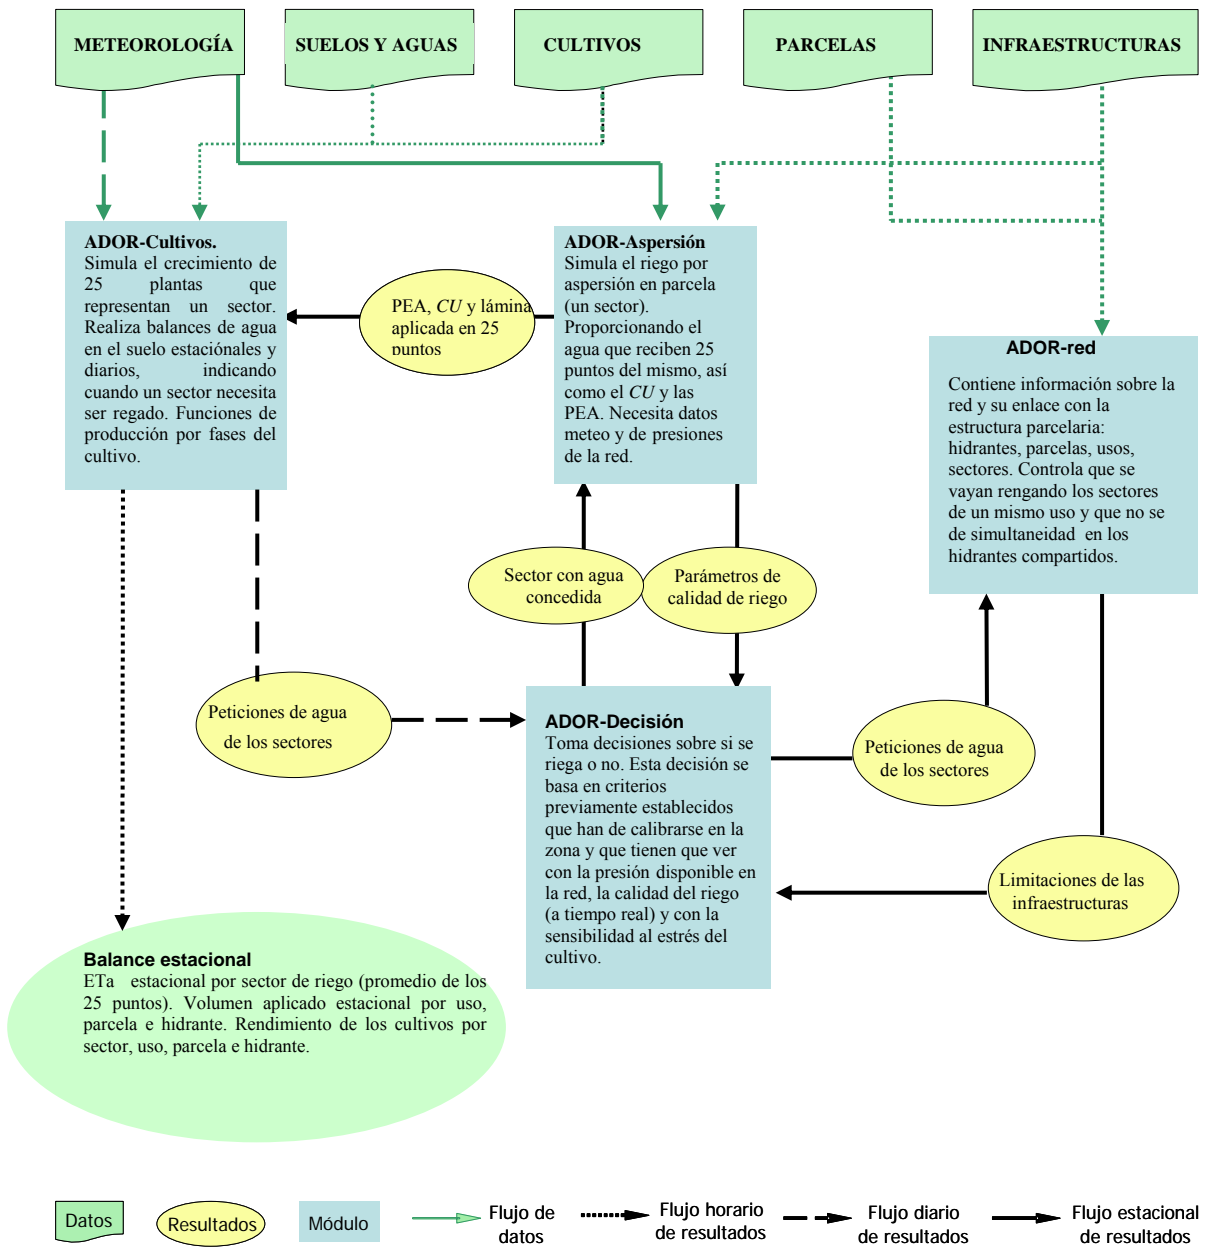 METEOROLOGÍA
SUELOS Y AGUAS
CULTIVOS
PARCELAS
INFRAESTRUCTURAS
ADOR-Cultivos.
Simula el crecimiento de
25 plantas que
representan un sector.
Realiza balances de agua
en el suelo estaciónales y
diarios, indicando
cuando un sector necesita
ser regado. Funciones de
producción por fases del
cultivo.
PEA, CU y lámina
aplicada en 25
puntos
ADOR-Aspersión
Simula el riego por
aspersión en parcela
(un sector).
Proporcionando el
agua que reciben 25
puntos del mismo, así
como el CU y las
PEA. Necesita datos
meteo y de presiones
de la red.
ADOR-red
Contiene información sobre la
red y su enlace con la
estructura parcelaria:
hidrantes, parcelas, usos,
sectores. Controla que se
vayan rengando los sectores
de un mismo uso y que no se
de simultaneidad en los
hidrantes compartidos.
Sector con agua
concedida
Parámetros de
calidad de riego
Peticiones de agua
de los sectores
ADOR-Decisión
Toma decisiones sobre si se
riega o no. Esta decisión se
basa en criterios
previamente establecidos
que han de calibrarse en la
zona y que tienen que ver
con la presión disponible en
la red, la calidad del riego
(a tiempo real) y con la
sensibilidad al estrés del
cultivo.
Peticiones de agua
de los sectores
Limitaciones de las
infraestructuras
Balance estacional
ETa estacional por sector de riego (promedio de los
25 puntos). Volumen aplicado estacional por uso,
parcela e hidrante. Rendimiento de los cultivos por
sector, uso, parcela e hidrante.
Datos
Resultados
Módulo
Flujo de
datos
Flujo horario
de resultados
Flujo diario
de resultados
Flujo estacional
de resultados